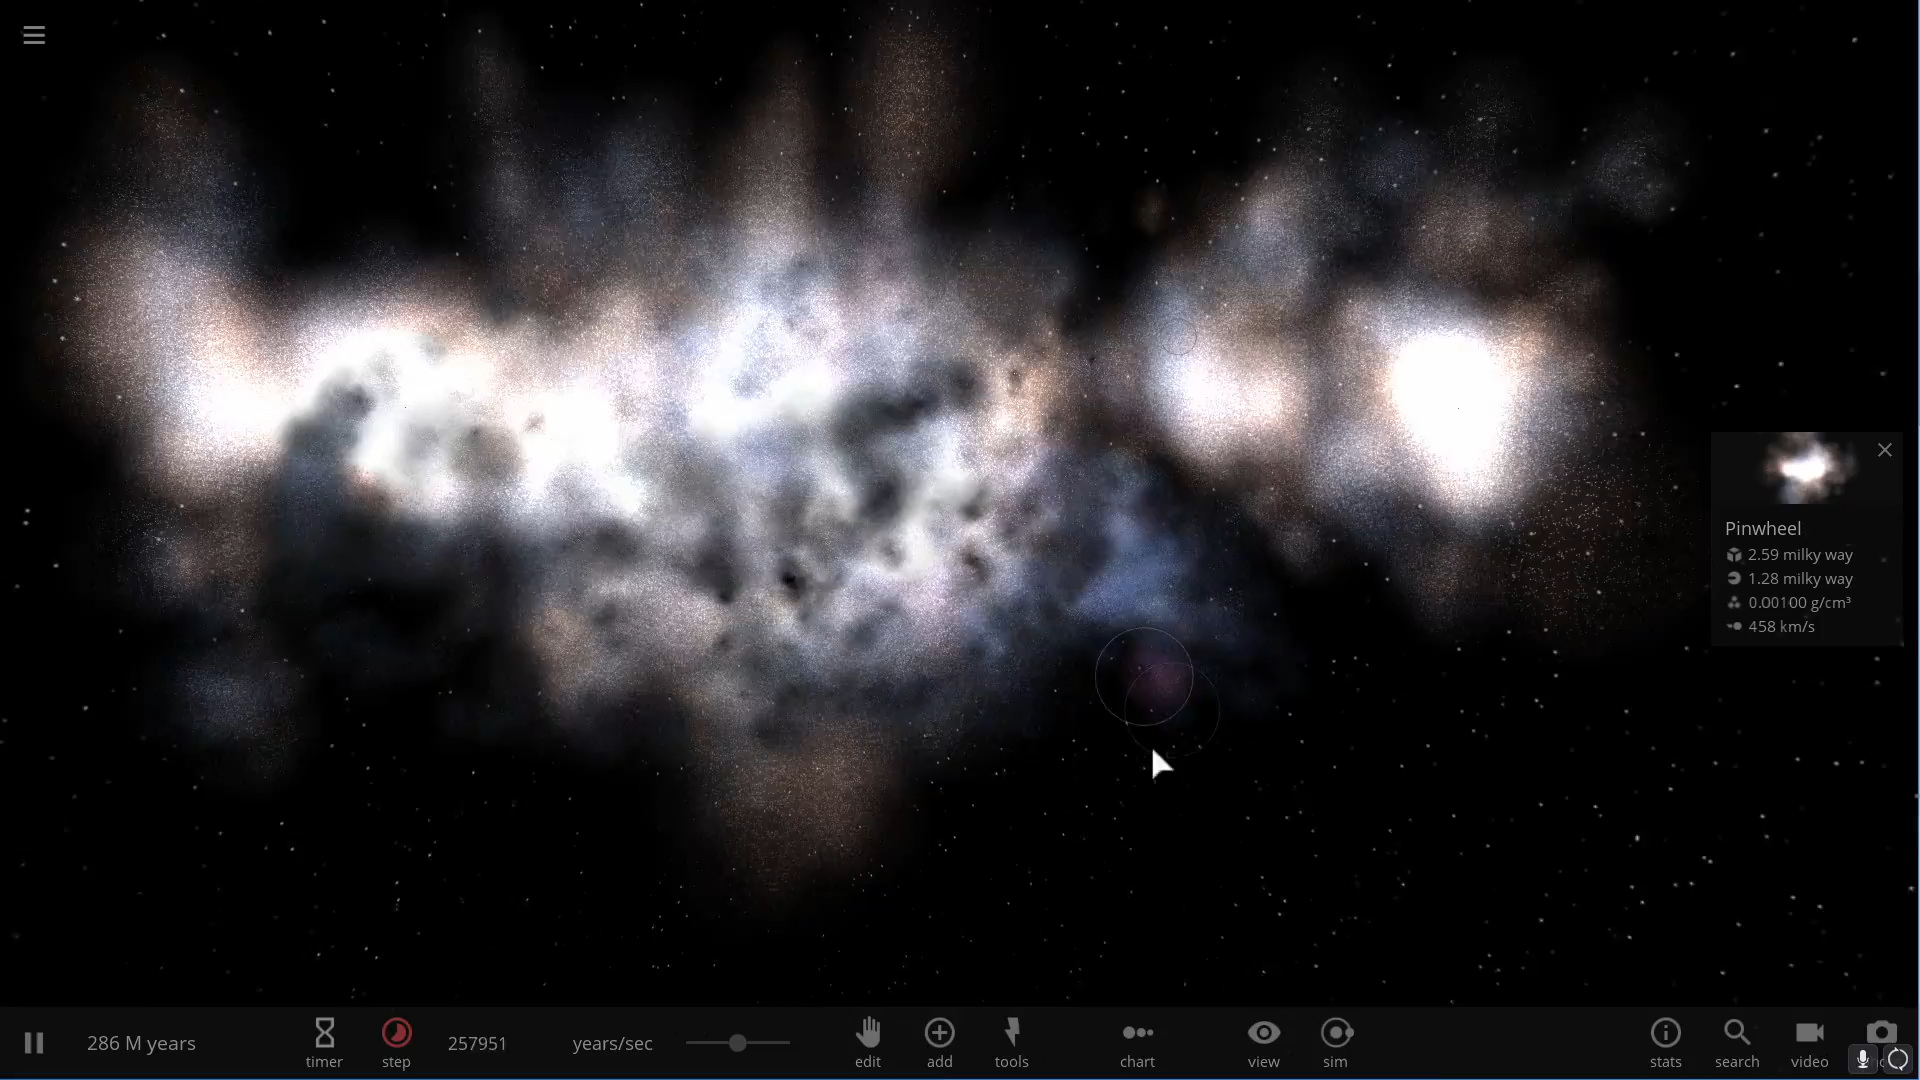 Pinwheel
2.59 milky way
1.28 milky way
0.00100 g/cm³
458 km/s
286 M years
timer
step
257951
years/sec
edit
add
tools
chart
view
sim
stats
search
video